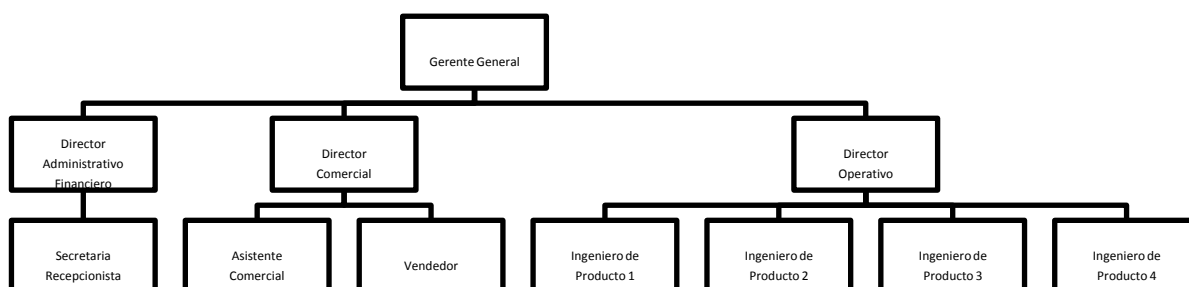 Gerente General
Director
Administrativo
Financiero
Director
Comercial
Director
Operativo
Secretaria
Recepcionista
Asistente
Comercial
Vendedor
Ingeniero de
Producto 1
Ingeniero de
Producto 2
Ingeniero de
Producto 3
Ingeniero de
Producto 4